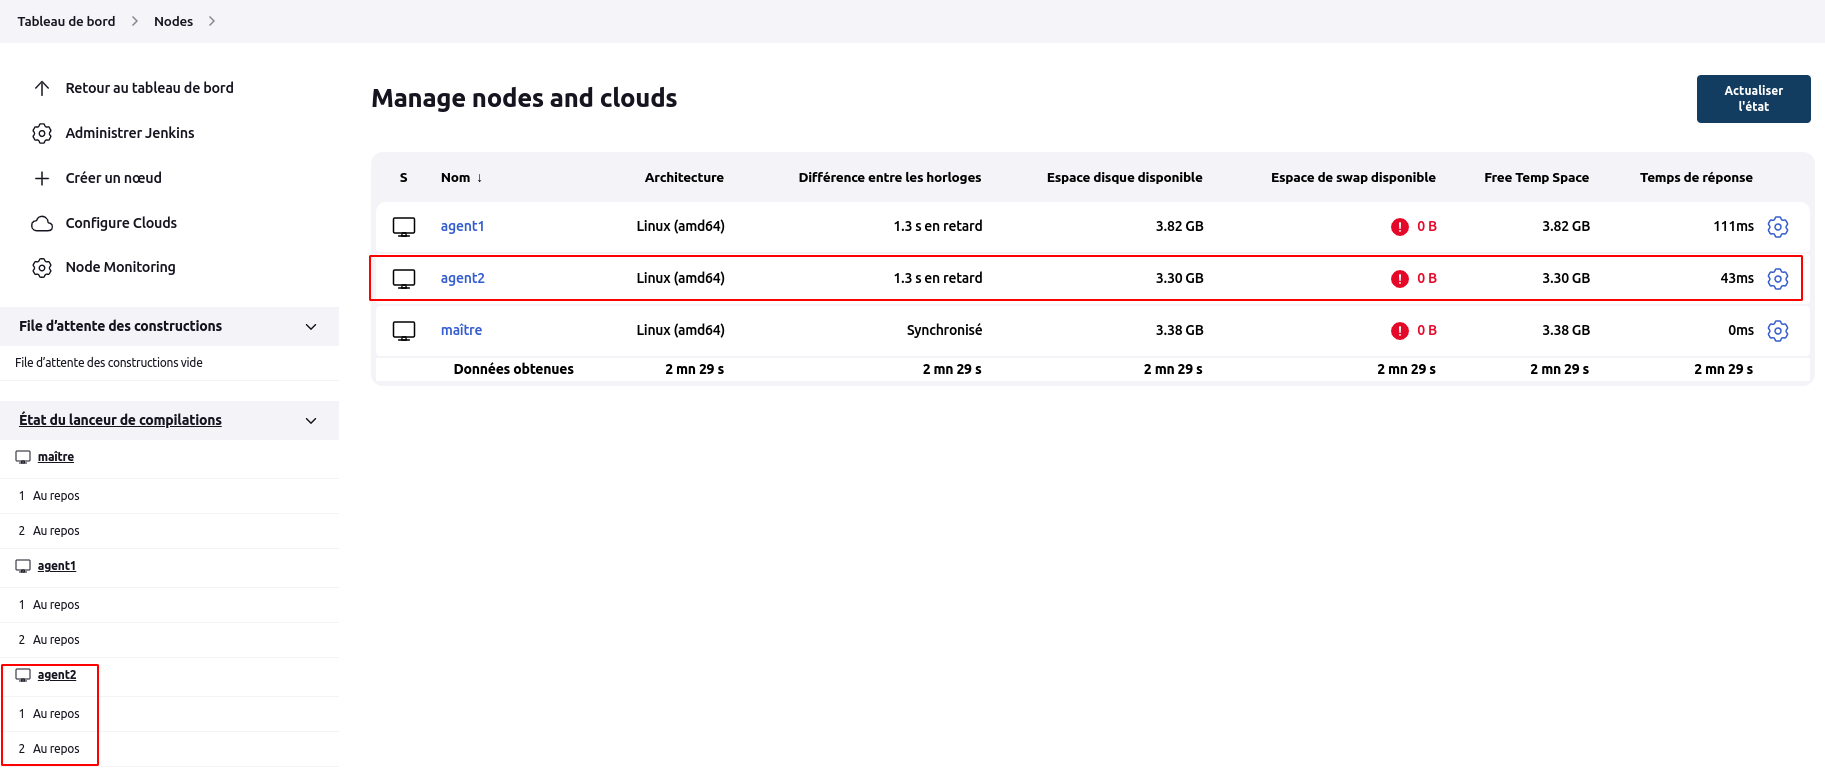 Tableau de bord > Nodes >
Retour au tableau de bord
Administrer Jenkins
Créer un nœud
Configure Clouds
Node Monitoring
File d’attente des constructions
File d’attente des constructions vide
État du lanceur de compilations
maître
1 Au repos
2 Au repos
agent1
1 Au repos
2 Au repos
agent2
1 Au repos
2 Au repos
Manage nodes and clouds
Actualiser
l'état
S Nom ↓ Architecture Différence entre les horloges Espace disque disponible Espace de swap disponible Free Temp Space Temps de réponse
agent1 Linux (amd64) 1.3 s en retard 3.82 GB 0 B 3.82 GB 111ms
agent2 Linux (amd64) 1.3 s en retard 3.30 GB 0 B 3.30 GB 43ms
maître Linux (amd64) Synchronisé 3.38 GB 0 B 3.38 GB 0ms
Données obtenues 2 mn 29 s 2 mn 29 s 2 mn 29 s 2 mn 29 s 2 mn 29 s 2 mn 29 s